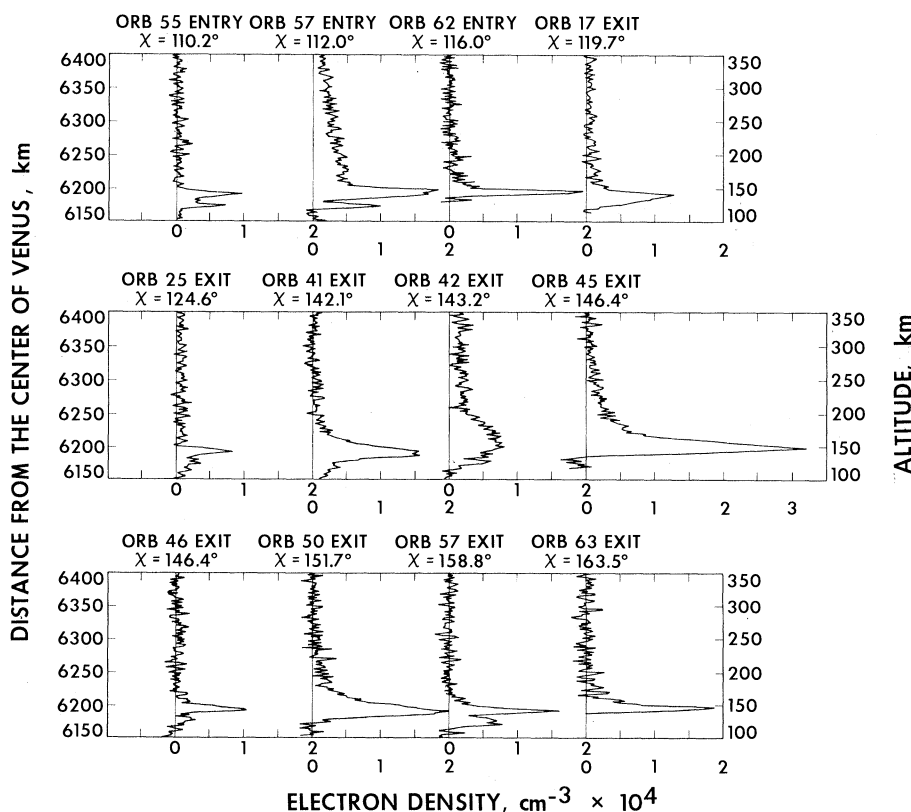 ORB 55 ENTRY ORB 57 ENTRY ORB 62 ENTRY ORB 17 EXIT
χ = 110.2° χ = 112.0° χ = 116.0° χ = 119.7°
6400 350
6350 300
6300 250
6250 200
6200 150
6150 100
0 1 2 1 2 1 2 1 2
0 0 0
ORB 25 EXIT ORB 41 EXIT ORB 42 EXIT ORB 45 EXIT
χ = 124.6° χ = 142.1° χ = 143.2° χ = 146.4°
6400 350
6350 300
6300 250
6250 200
6200 150
6150 100
0 1 2 1 2 1 2 1 2 3
0 0 0
ORB 46 EXIT ORB 50 EXIT ORB 57 EXIT ORB 63 EXIT
χ = 146.4° χ = 151.7° χ = 158.8° χ = 163.5°
6400 350
6350 300
6300 250
6250 200
6200 150
6150 100
0 1 2 1 0 1 2 1 2
0 2 0
DISTANCE FROM THE CENTER OF VENUS, km
ALTITUDE, km
ELECTRON DENSITY, cm⁻³ × 10⁴